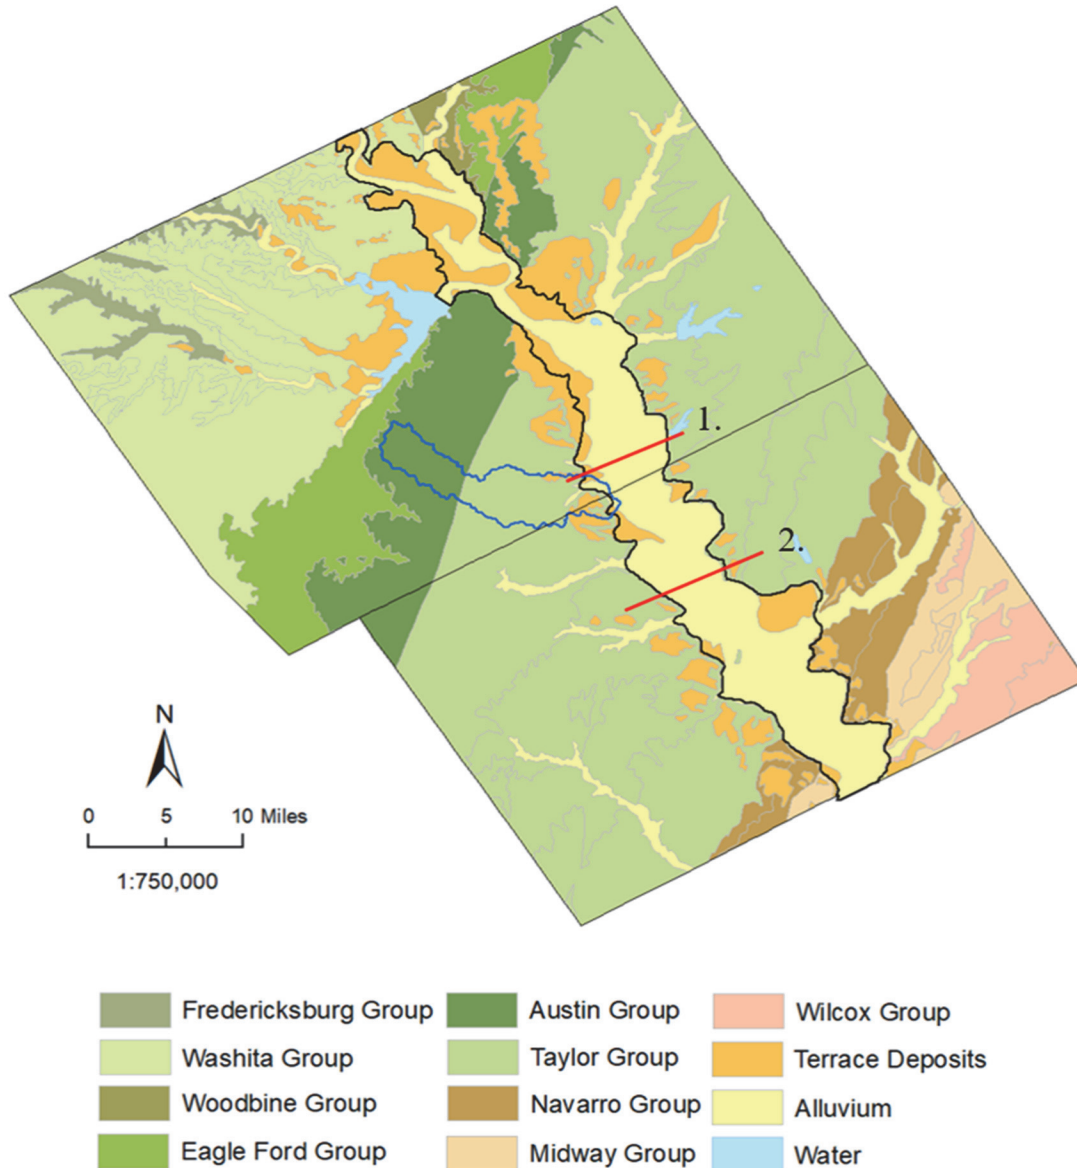 1.
2.
N
0 5 10 Miles
1:750,000
Fredericksburg Group
Washita Group
Woodbine Group
Eagle Ford Group
Austin Group
Taylor Group
Navarro Group
Midway Group
Wilcox Group
Terrace Deposits
Alluvium
Water